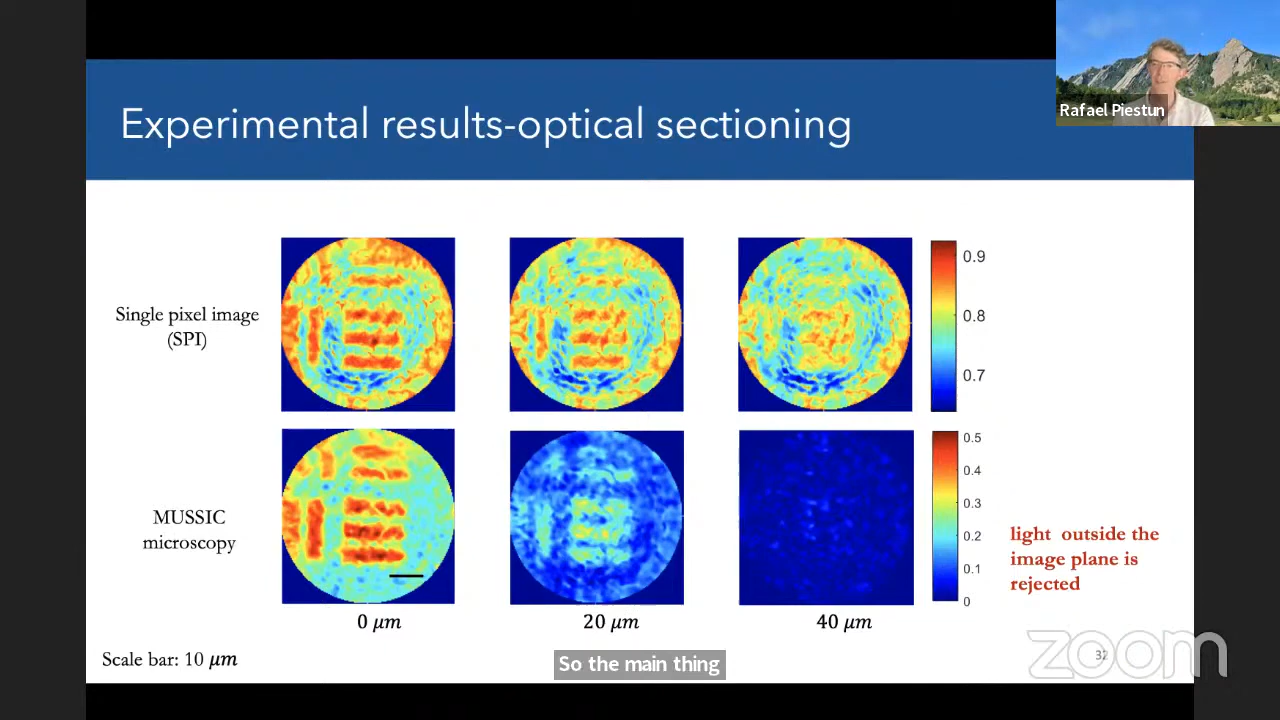 Rafael Piestun
Experimental results-optical sectioning
Single pixel image
(SPI)
0.9
0.8
0.7
MUSSIC
microscopy
0.5
0.4
0.3
0.2
0.1
0
light outside the
image plane is
rejected
0 μm
20 μm
40 μm
Scale bar: 10 μm
So the main thing
32
zoom